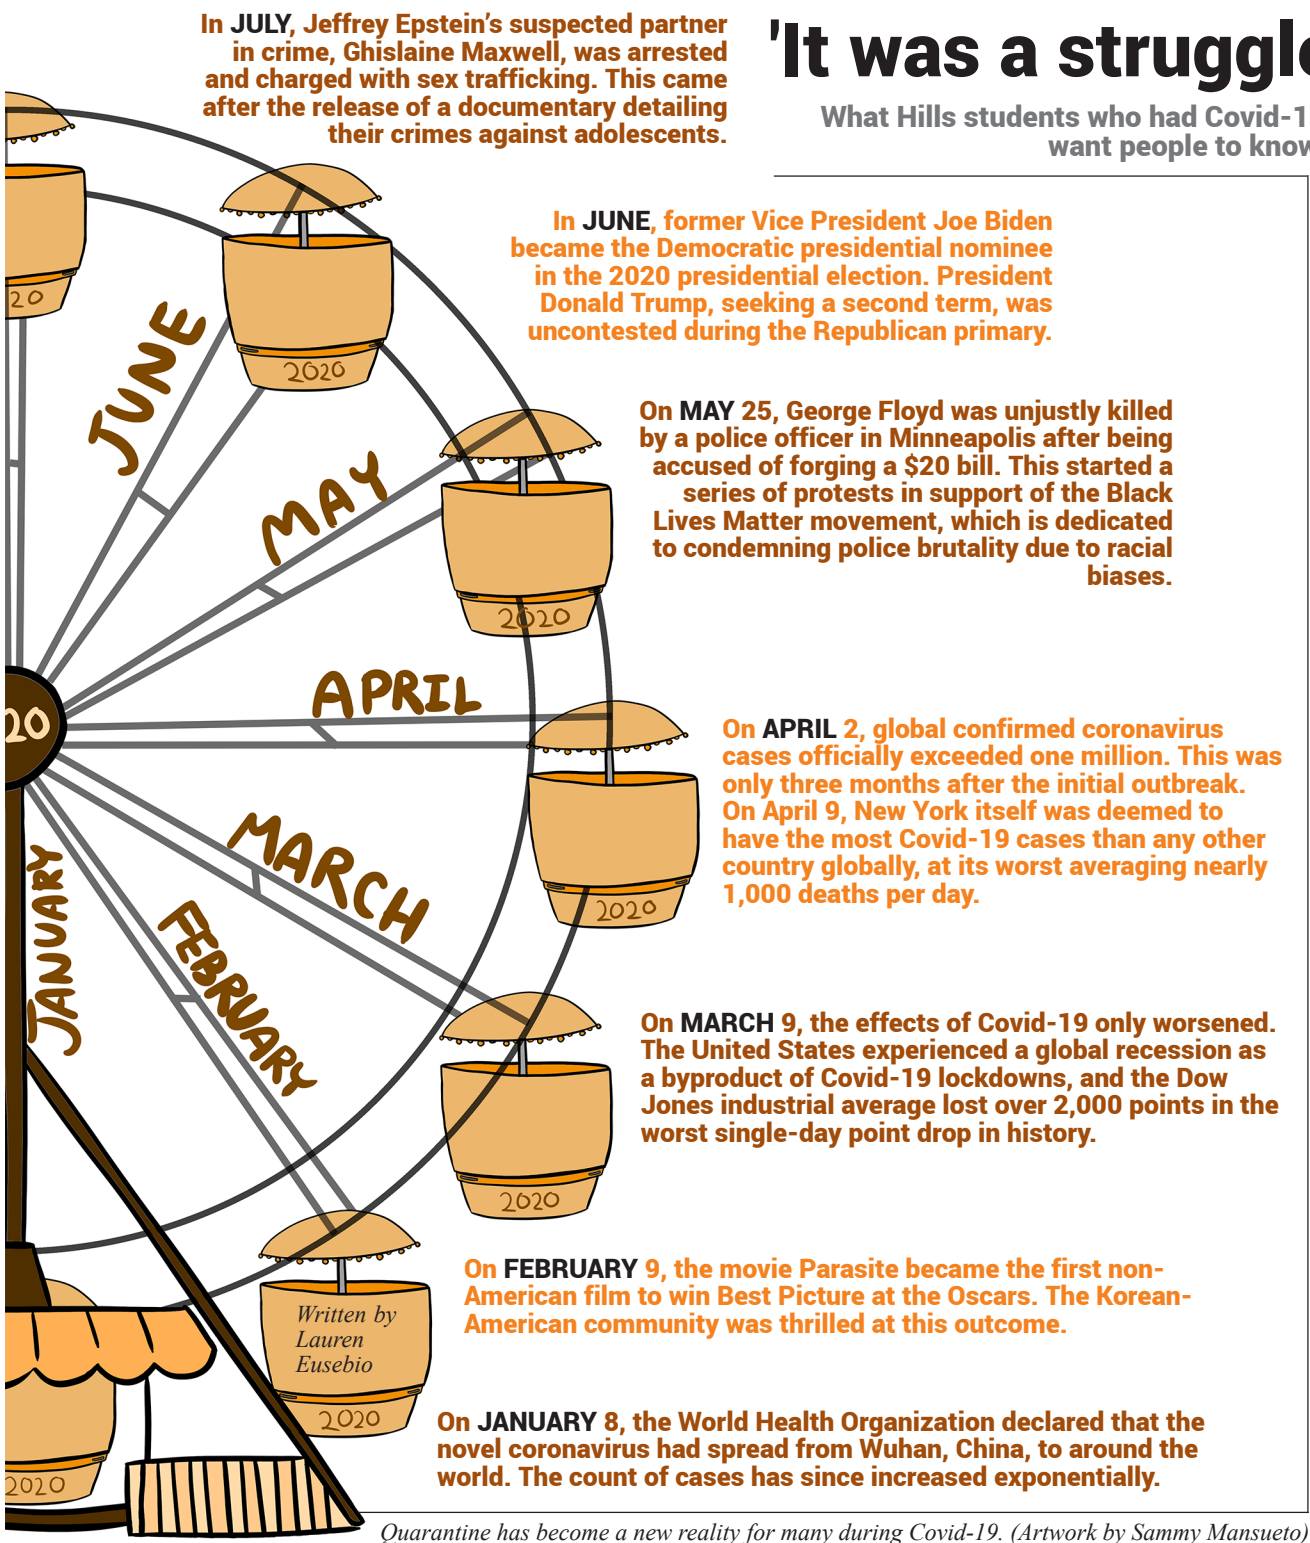 In JULY, Jeffrey Epstein's suspected partner
in crime, Ghislaine Maxwell, was arrested
and charged with sex trafficking. This came
after the release of a documentary detailing
their crimes against adolescents.
'It was a struggle
What Hills students who had Covid-1
want people to know
In JUNE, former Vice President Joe Biden
became the Democratic presidential nominee
in the 2020 presidential election. President
Donald Trump, seeking a second term, was
uncontested during the Republican primary.
20
JUNE
2020
On MAY 25, George Floyd was unjustly killed
by a police officer in Minneapolis after being
accused of forging a $20 bill. This started a
series of protests in support of the Black
Lives Matter movement, which is dedicated
to condemning police brutality due to racial
biases.
MAY
2020
20
APRIL
On APRIL 2, global confirmed coronavirus
cases officially exceeded one million. This was
only three months after the initial outbreak.
On April 9, New York itself was deemed to
have the most Covid-19 cases than any other
country globally, at its worst averaging nearly
1,000 deaths per day.
2020
MARCH
JANUARY
FEBRUARY
On MARCH 9, the effects of Covid-19 only worsened.
The United States experienced a global recession as
a byproduct of Covid-19 lockdowns, and the Dow
Jones industrial average lost over 2,000 points in the
worst single-day point drop in history.
2020
On FEBRUARY 9, the movie Parasite became the first non-
American film to win Best Picture at the Oscars. The Korean-
American community was thrilled at this outcome.
Written by
Lauren
Eusebio
2020
On JANUARY 8, the World Health Organization declared that the
novel coronavirus had spread from Wuhan, China, to around the
world. The count of cases has since increased exponentially.
2020
Quarantine has become a new reality for many during Covid-19. (Artwork by Sammy Mansueto)